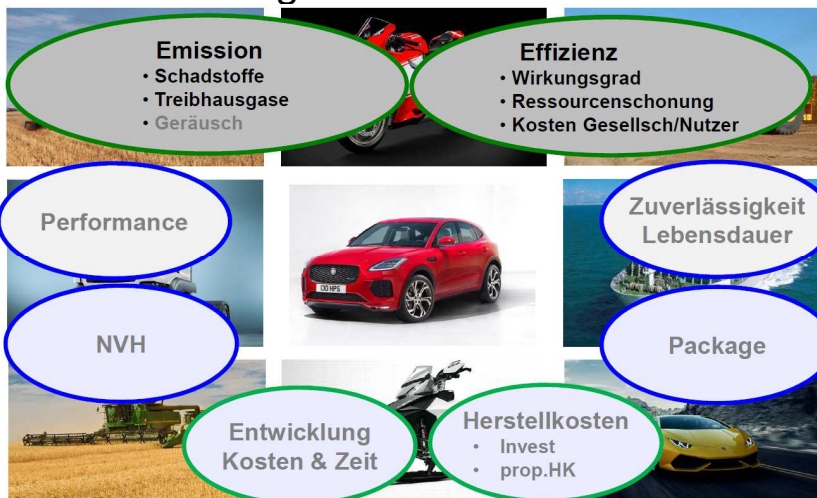 Emission
• Schadstoffe
• Treibhausgase
• Geräusch
Effizienz
• Wirkungsgrad
• Ressourcenschonung
• Kosten Gesellsch/Nutzer
Performance
Zuverlässigkeit
Lebensdauer
NVH
Package
Entwicklung
Kosten & Zeit
Herstellkosten
• Invest
• prop.HK